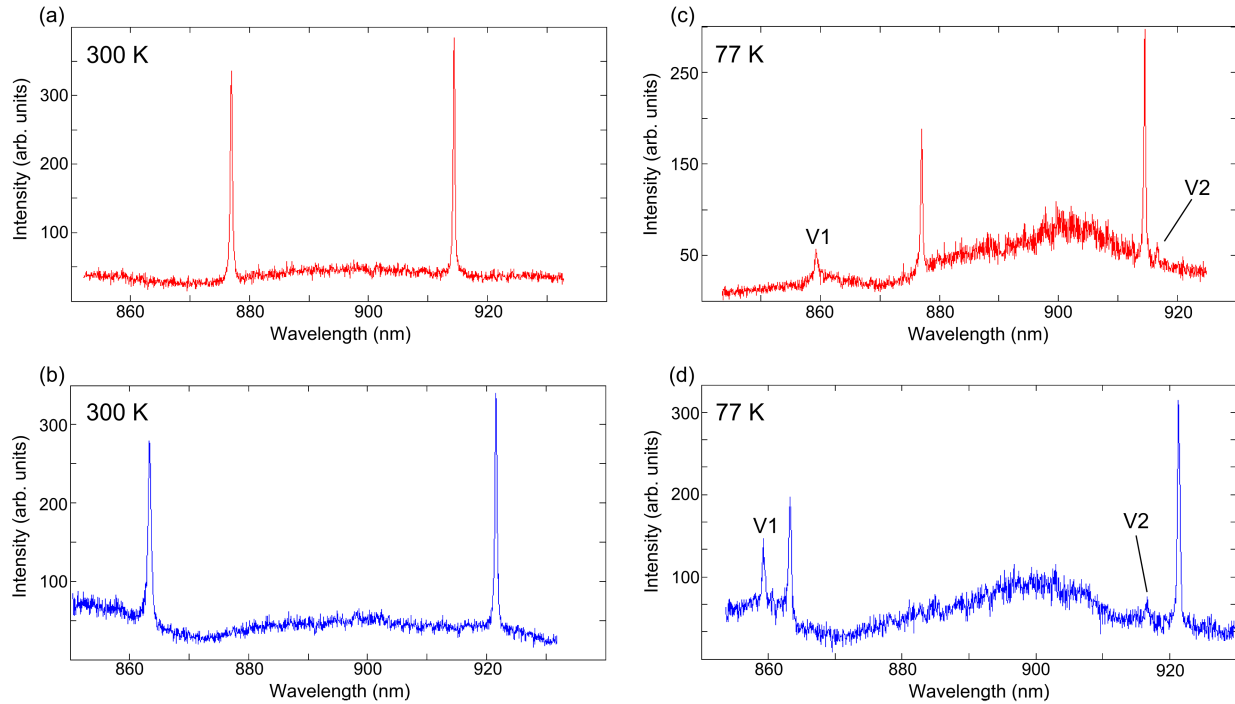 (a)
300 K
Intensity (arb. units)
300
200
100
860
880
900
920
Wavelength (nm)
(c)
77 K
Intensity (arb. units)
250
150
50
V1
V2
860
880
900
920
Wavelength (nm)
(b)
300 K
Intensity (arb. units)
300
200
100
860
880
900
920
Wavelength (nm)
(d)
77 K
Intensity (arb. units)
300
200
100
V1
V2
860
880
900
920
Wavelength (nm)